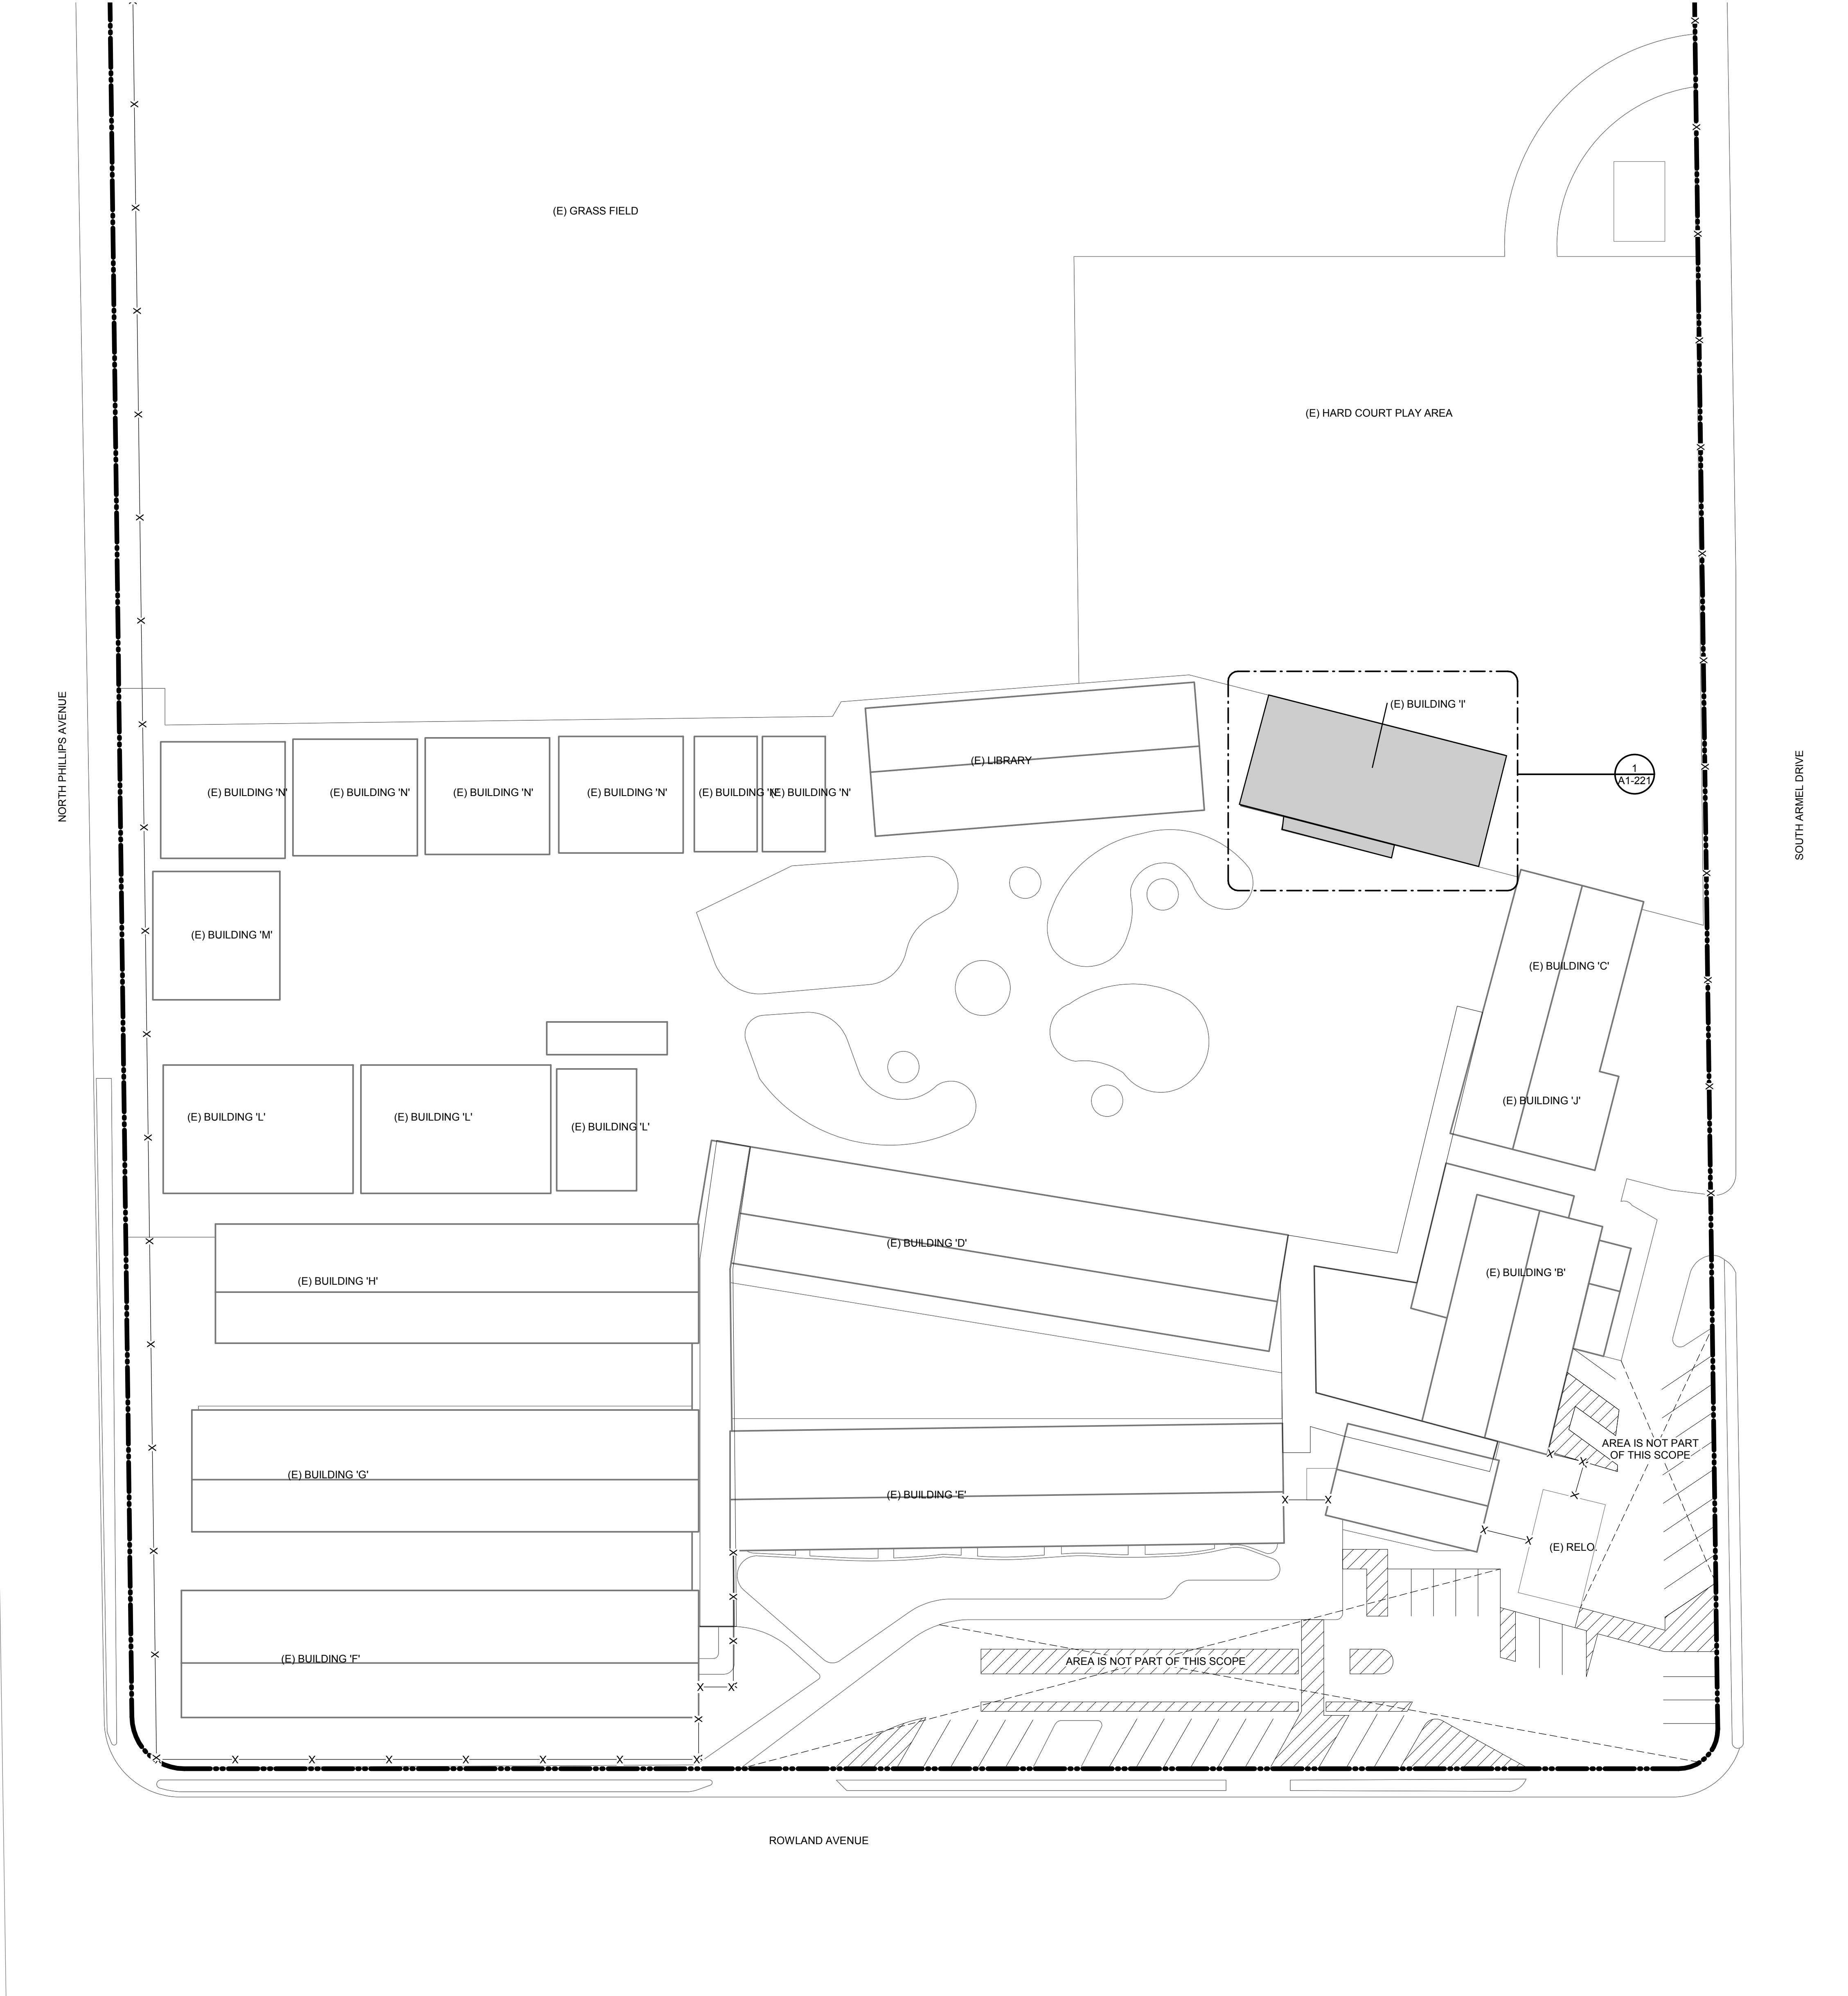 (E) GRASS FIELD
(E) HARD COURT PLAY AREA
(E) BUILDING 'I'
NORTH PHILLIPS AVENUE
(E) LIBRARY
1
A1-221
SOUTH ARMEL DRIVE
(E) BUILDING 'N'
(E) BUILDING 'N'
(E) BUILDING 'N'
(E) BUILDING 'N'
(E) BUILDING 'N'
(E) BUILDING 'N'
(E) BUILDING 'M'
(E) BUILDING 'C'
(E) BUILDING 'J'
(E) BUILDING 'L'
(E) BUILDING 'L'
(E) BUILDING 'L'
(E) BUILDING 'D'
(E) BUILDING 'B'
(E) BUILDING 'H'
AREA IS NOT PART
OF THIS SCOPE
(E) BUILDING 'G'
(E) BUILDING 'E'
(E) RELO.
(E) BUILDING 'F'
AREA IS NOT PART OF THIS SCOPE
ROWLAND AVENUE